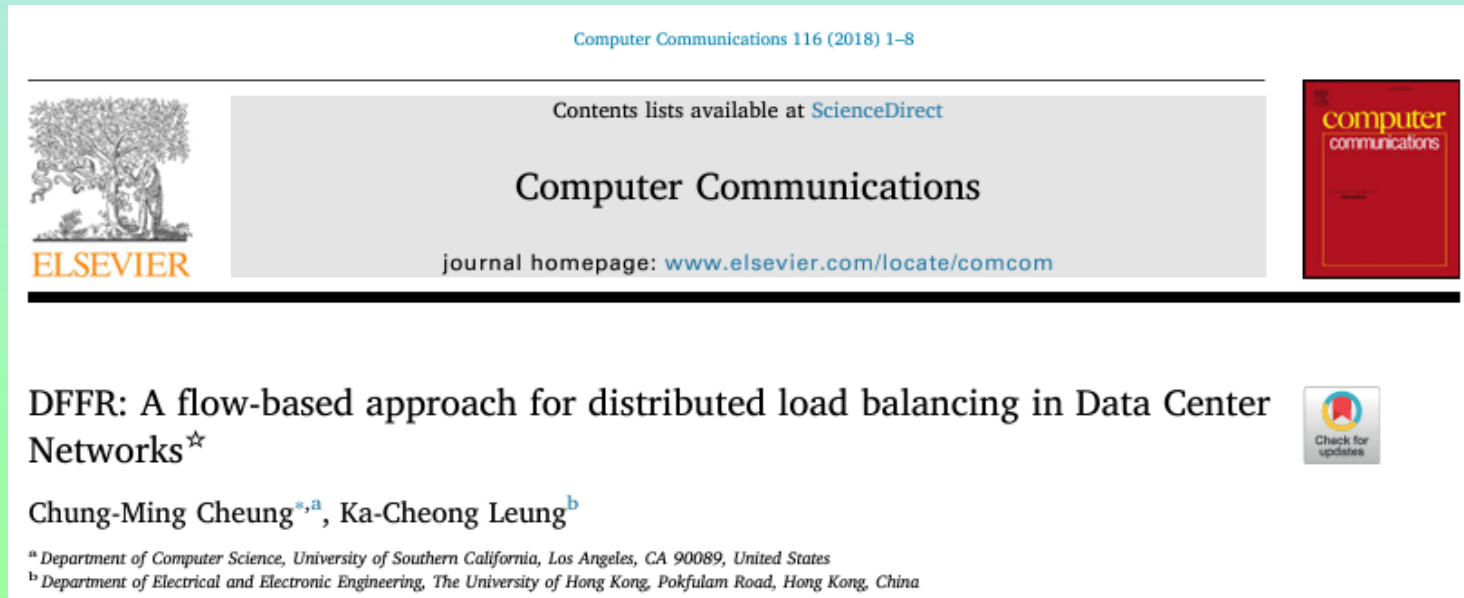 Computer Communications 116 (2018) 1–8
Contents lists available at ScienceDirect
Computer Communications
journal homepage: www.elsevier.com/locate/comcom
ELSEVIER
computer
communications
DFFR: A flow-based approach for distributed load balancing in Data Center
Networks☆
Check for
updates
Chung-Ming Cheung*,a, Ka-Cheong Leungb
a Department of Computer Science, University of Southern California, Los Angeles, CA 90089, United States
b Department of Electrical and Electronic Engineering, The University of Hong Kong, Pokfulam Road, Hong Kong, China